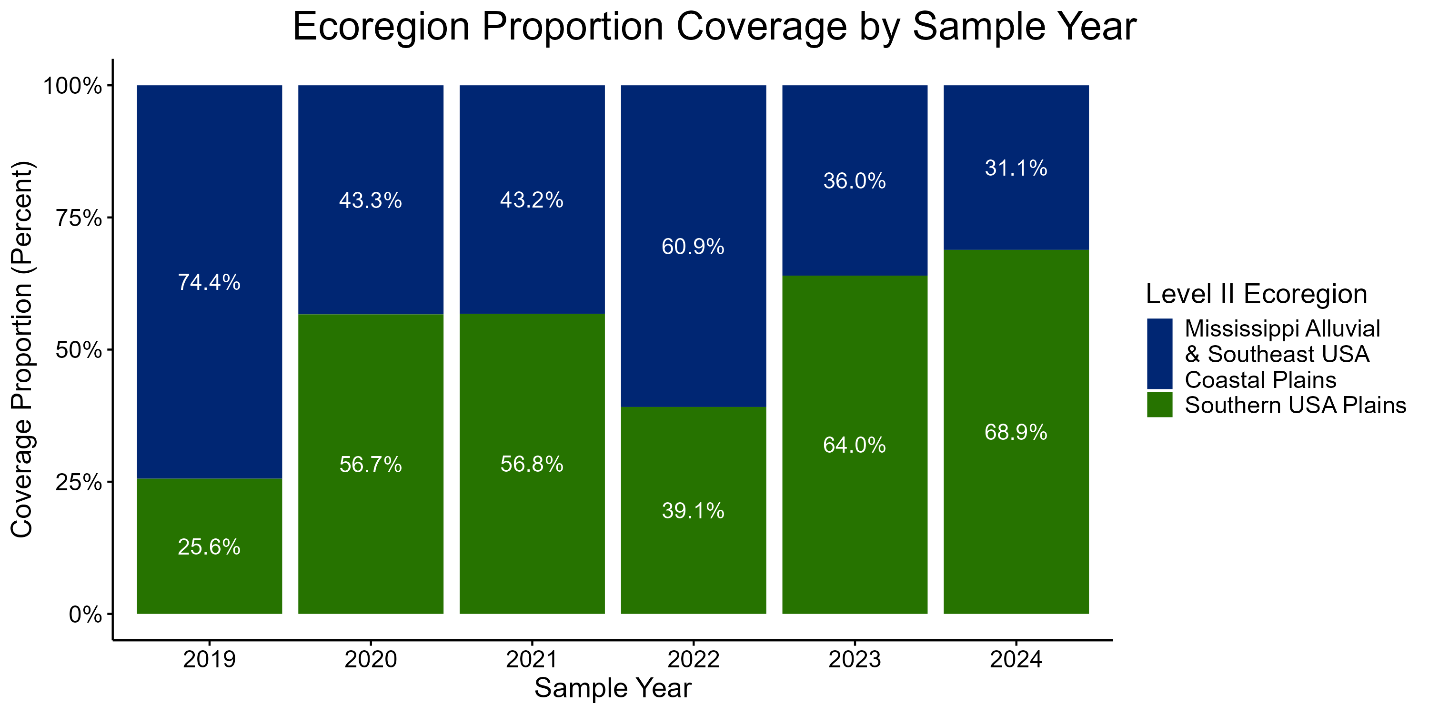 Ecoregion Proportion Coverage by Sample Year
Coverage Proportion (Percent)
100%
75%
50%
25%
0%
74.4%
25.6%
43.3%
56.7%
43.2%
56.8%
60.9%
39.1%
36.0%
64.0%
31.1%
68.9%
2019
2020
2021
2022
2023
2024
Sample Year
Level II Ecoregion
Mississippi Alluvial
& Southeast USA
Coastal Plains
Southern USA Plains